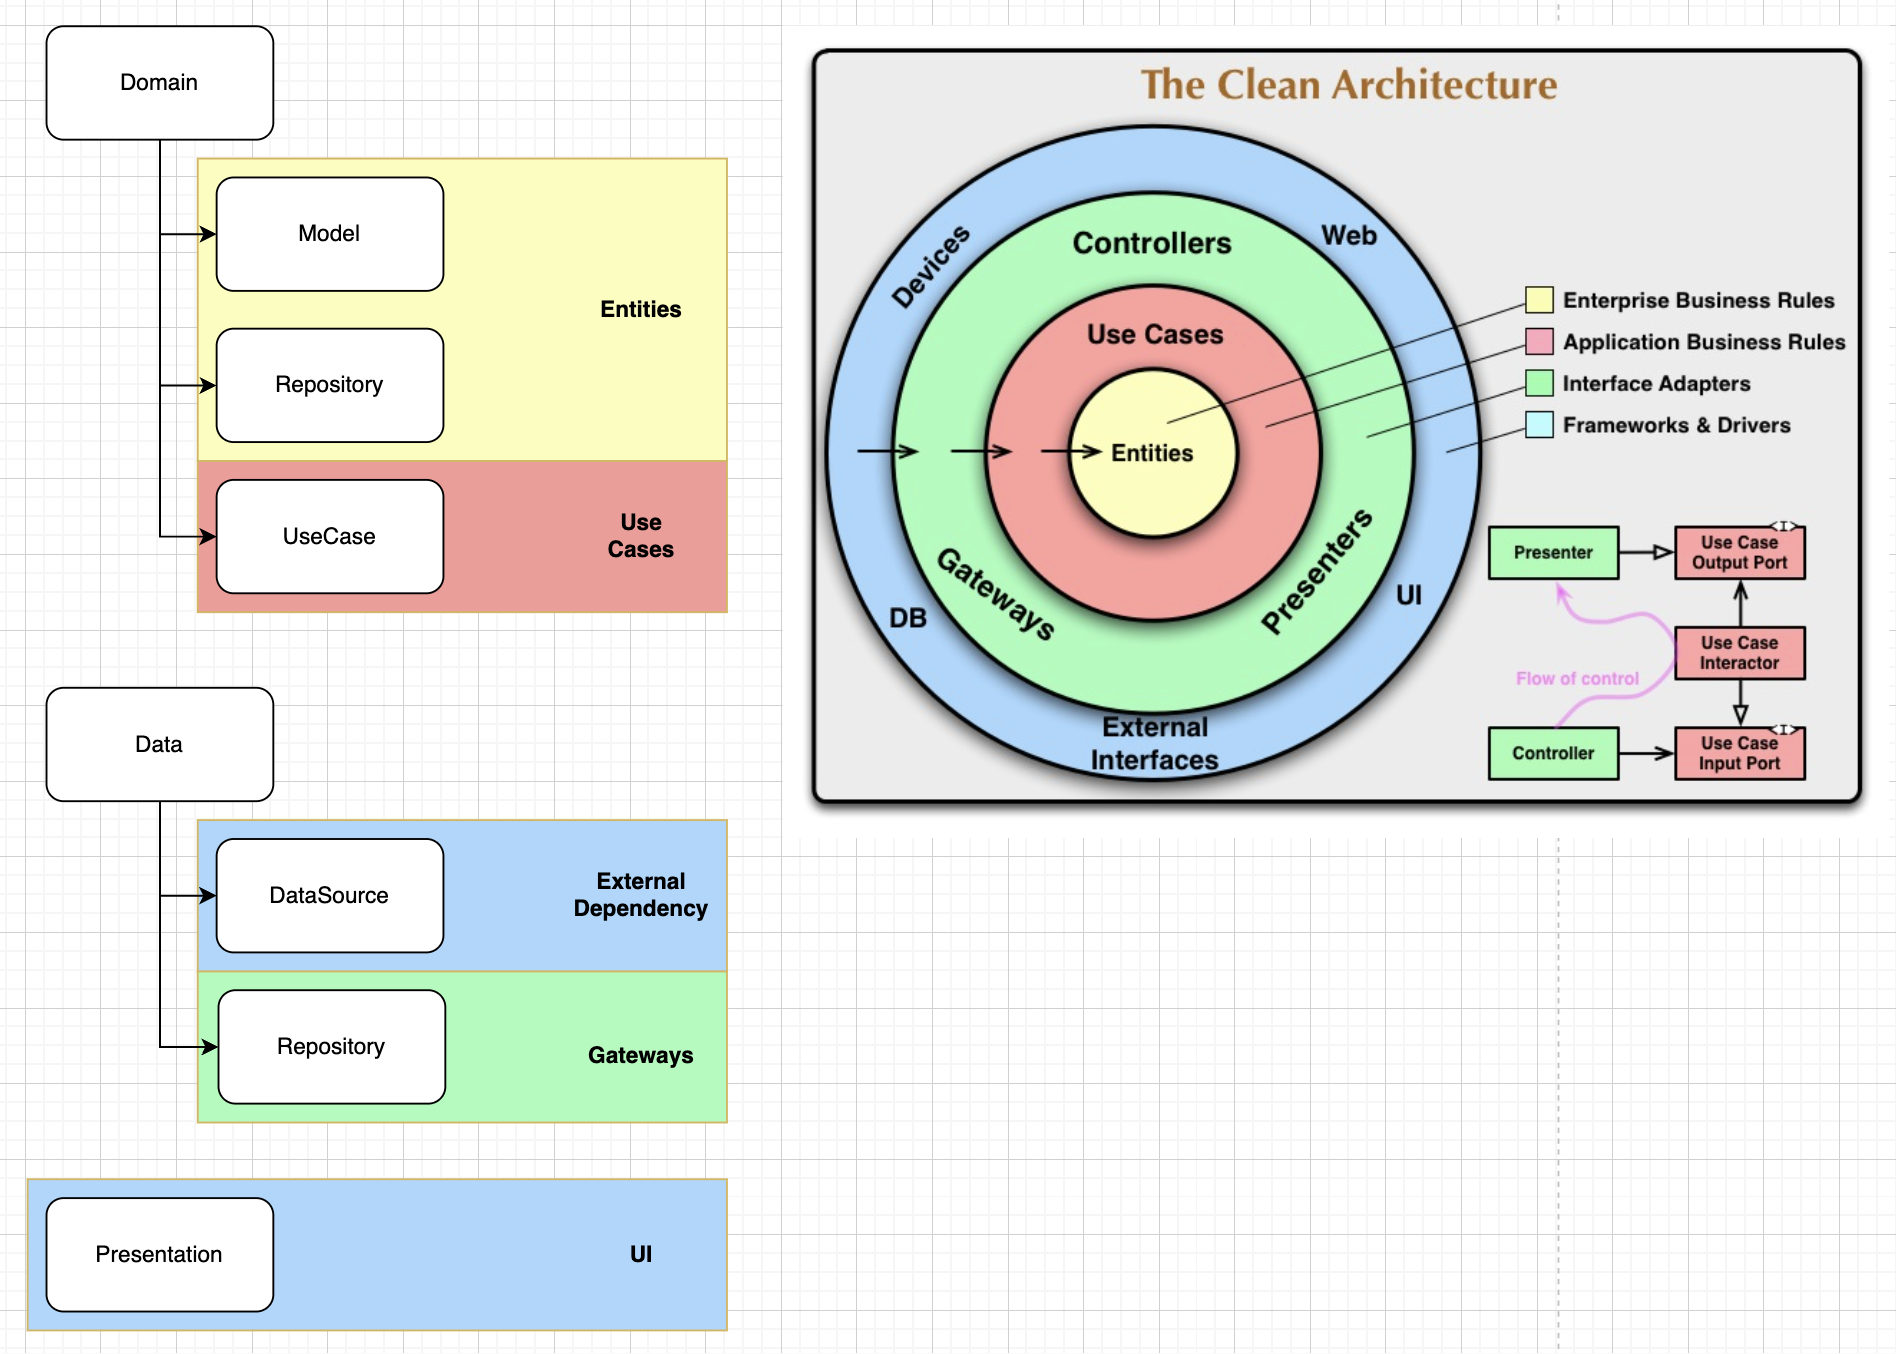 Domain
Model
Entities
Repository
UseCase
Use
Cases
Data
DataSource
External
Dependency
Repository
Gateways
Presentation
UI
The Clean Architecture
Devices
Controllers
Web
Use Cases
Entities
Gateways
Presenters
DB
UI
External
Interfaces
Enterprise Business Rules
Application Business Rules
Interface Adapters
Frameworks & Drivers
Presenter
<I>
Use Case
Output Port
Use Case
Interactor
Flow of control
Controller
<I>
Use Case
Input Port